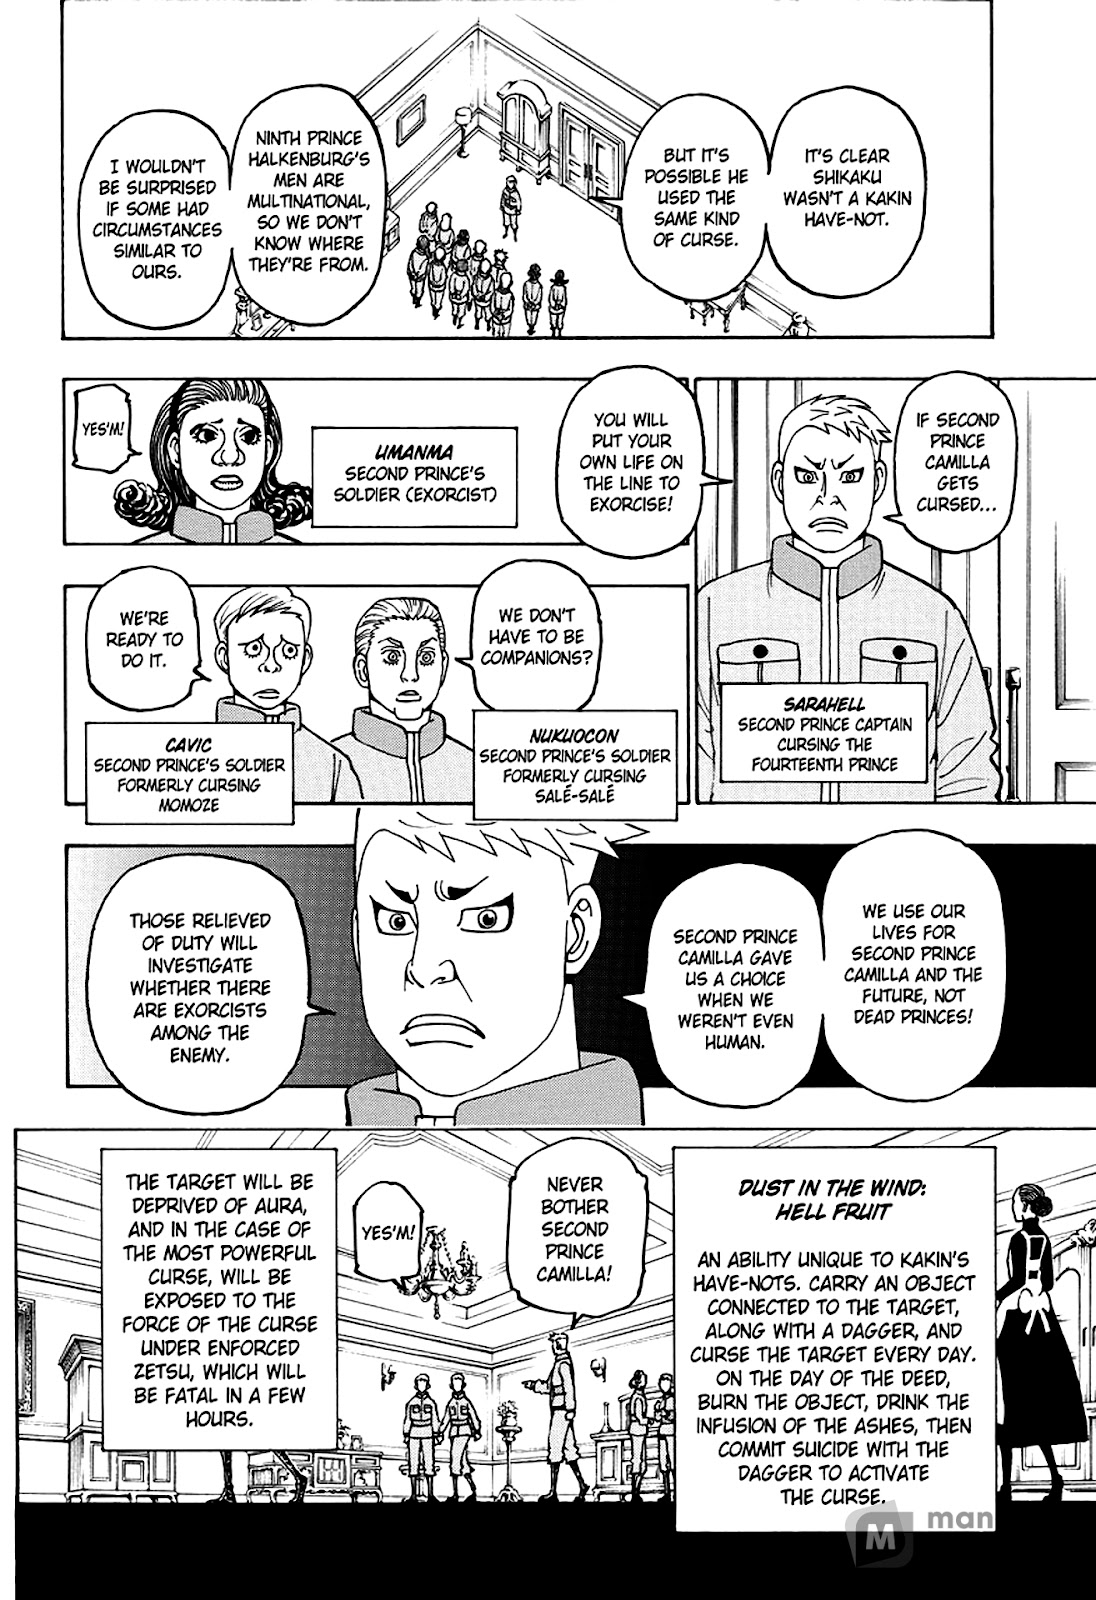 IT'S CLEAR
SHIKAKU
WASN'T A KAKIN
HAVE-NOT.
BUT IT'S
POSSIBLE HE
USED THE
SAME KIND
OF CURSE.
NINTH PRINCE
HALKENBURG'S
MEN ARE
MULTINATIONAL,
SO WE DON'T
KNOW WHERE
THEY'RE FROM.
I WOULDN'T
BE SURPRISED
IF SOME HAD
CIRCUMSTANCES
SIMILAR TO
OURS.
IF SECOND
PRINCE
CAMILLA
GETS
CURSED...
SARAHELL
SECOND PRINCE CAPTAIN
CURSING THE
FOURTEENTH PRINCE
YOU WILL
PUT YOUR
OWN LIFE ON
THE LINE TO
EXORCISE!
UMANMA
SECOND PRINCE'S
SOLDIER (EXORCIST)
YES'M!
WE DON'T
HAVE TO BE
COMPANIONS?
NUKUOCON
SECOND PRINCE'S SOLDIER
FORMERLY CURSING
SALÉ-SALÉ
WE'RE
READY TO
DO IT.
CAVIC
SECOND PRINCE'S SOLDIER
FORMERLY CURSING
MOMOZE
WE USE OUR
LIVES FOR
SECOND PRINCE
CAMILLA AND THE
FUTURE, NOT
DEAD PRINCES!
SECOND PRINCE
CAMILLA GAVE
US A CHOICE
WHEN WE
WEREN'T EVEN
HUMAN.
THOSE RELIEVED
OF DUTY WILL
INVESTIGATE
WHETHER THERE
ARE EXORCISTS
AMONG THE
ENEMY.
DUST IN THE WIND:
HELL FRUIT
AN ABILITY UNIQUE TO KAKIN'S
HAVE-NOTS. CARRY AN OBJECT
CONNECTED TO THE TARGET,
ALONG WITH A DAGGER, AND
CURSE THE TARGET EVERY DAY.
ON THE DAY OF THE DEED,
BURN THE OBJECT, DRINK THE
INFUSION OF THE ASHES, THEN
COMMIT SUICIDE WITH THE
DAGGER TO ACTIVATE
THE CURSE.
NEVER
BOTHER
SECOND
PRINCE
CAMILLA!
YES'M!
THE TARGET WILL BE
DEPRIVED OF AURA,
AND IN THE CASE OF
THE MOST POWERFUL
CURSE, WILL BE
EXPOSED TO THE
FORCE OF THE CURSE
UNDER ENFORCED
ZETSU, WHICH WILL
BE FATAL IN A FEW
HOURS.
M man